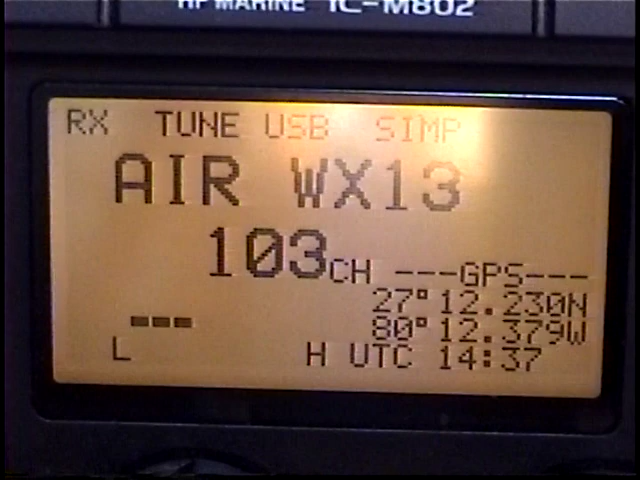 HF MARINE IC-M802
RX TUNE USB SIMP
AIR WX13
103CH ---GPS---
27°12.230N
80°12.379W
L H UTC 14:37